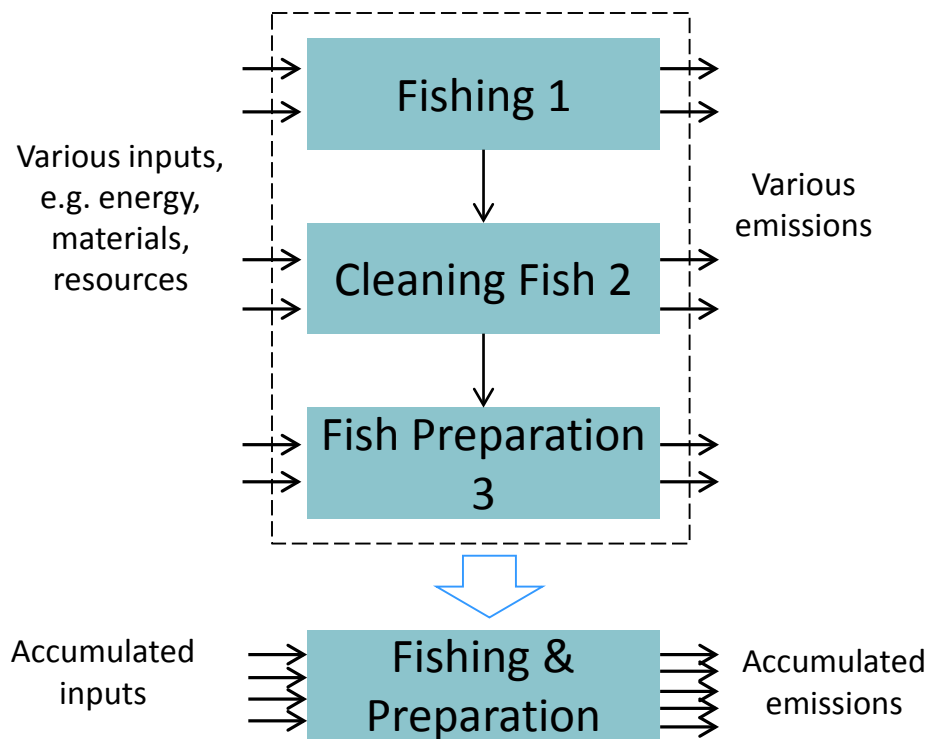 Fishing 1
Various inputs,
e.g. energy,
materials,
resources
Various
emissions
Cleaning Fish 2
Fish Preparation
3
Accumulated
inputs
Fishing &
Preparation
Accumulated
emissions